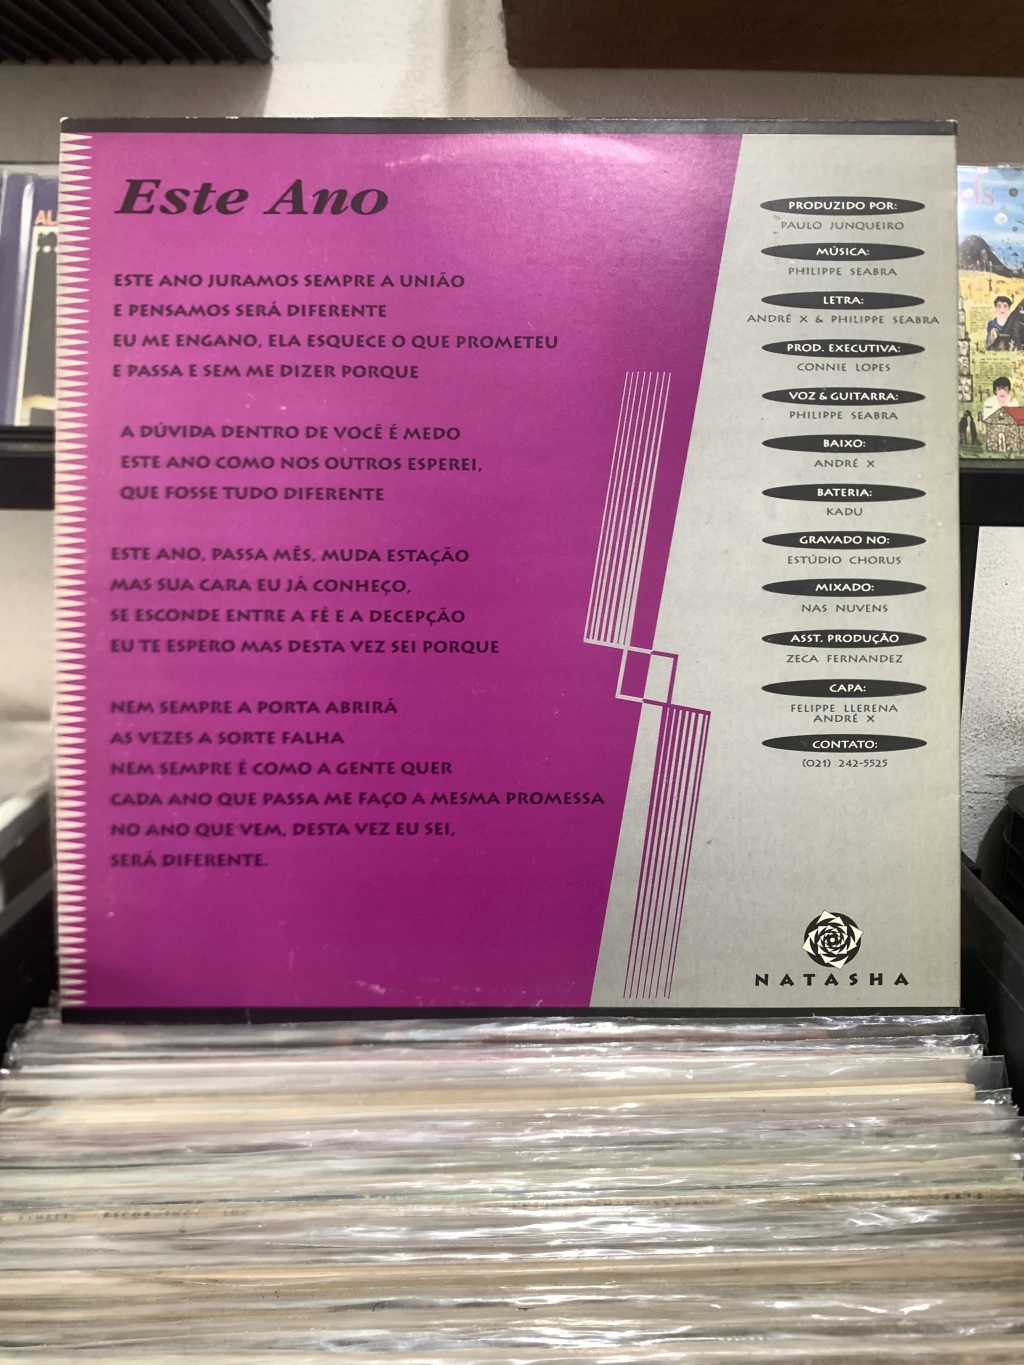 Este Ano
ESTE ANO JURAMOS SEMPRE A UNIÃO
E PENSAMOS SERÁ DIFERENTE
EU ME ENGANO, ELA ESQUECE O QUE PROMETEU
E PASSA E SEM ME DIZER PORQUE
A DÚVIDA DENTRO DE VOCÊ É MEDO
ESTE ANO COMO NOS OUTROS ESPEREI,
QUE FOSSE TUDO DIFERENTE
ESTE ANO, PASSA MÊS, MUDA ESTAÇÃO
MAS SUA CARA EU JÁ CONHEÇO,
SE ESCONDE ENTRE A FÉ E A DECEPÇÃO
EU TE ESPERO MAS DESTA VEZ SEI PORQUE
NEM SEMPRE A PORTA ABRIRÁ
AS VEZES A SORTE FALHA
NEM SEMPRE É COMO A GENTE QUER
CADA ANO QUE PASSA ME FAÇO A MESMA PROMESSA
NO ANO QUE VEM, DESTA VEZ EU SEI,
SERÁ DIFERENTE.
PRODUZIDO POR:
PAULO JUNQUEIRO
MÚSICA:
PHILIPPE SEABRA
LETRA:
ANDRÉ X & PHILIPPE SEABRA
PROD. EXECUTIVA:
CONNIE LOPES
VOZ & GUITARRA:
PHILIPPE SEABRA
BAIXO:
ANDRÉ X
BATERIA:
KADU
GRAVADO NO:
ESTÚDIO CHORUS
MIXADO:
NAS NUVENS
ASST. PRODUÇÃO
ZECA FERNANDEZ
CAPA:
FELIPPE LLERENA
ANDRÉ X
CONTATO:
(021) 242-5525
NATASHA